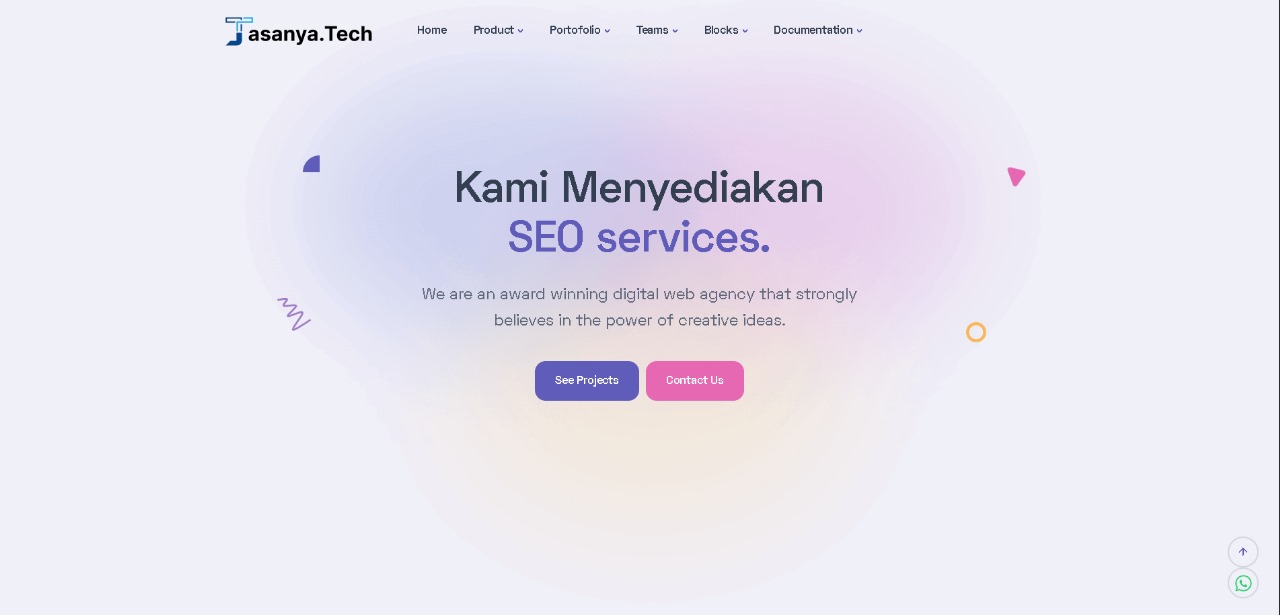 Jasanya.Tech
Home Product Portofolio Teams Blocks Documentation
Kami Menyediakan
SEO services.
We are an award winning digital web agency that strongly
believes in the power of creative ideas.
See Projects Contact Us